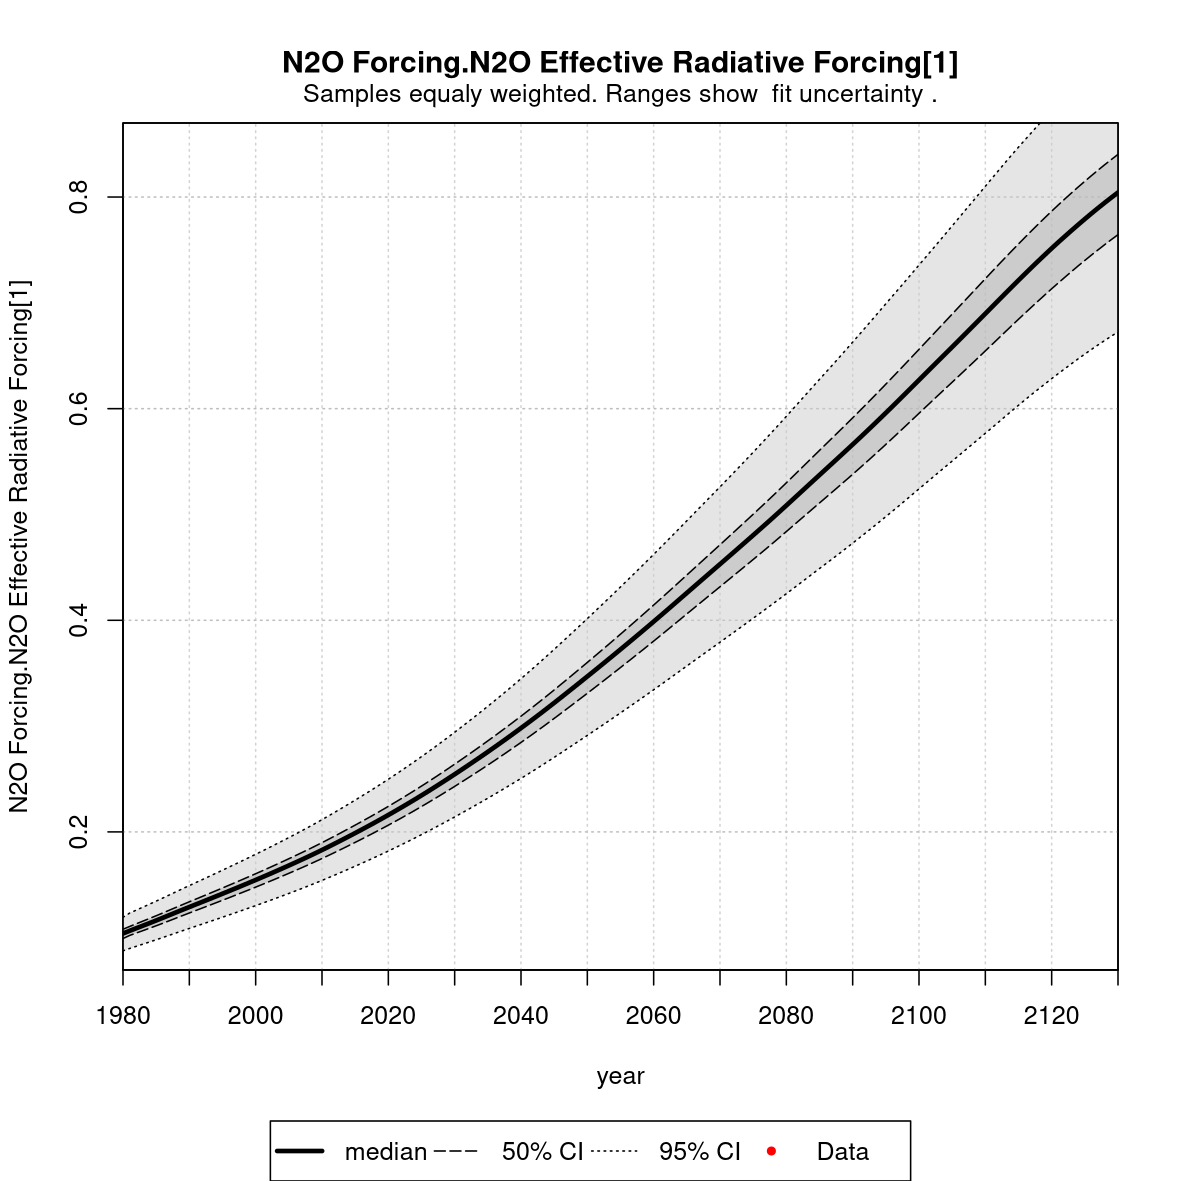 N2O Forcing.N2O Effective Radiative Forcing[1]
Samples equaly weighted. Ranges show  fit uncertainty .
N2O Forcing.N2O Effective Radiative Forcing[1]
0.8
0.6
0.4
0.2
1980 2000 2020 2040 2060 2080 2100 2120
year
median 50% CI 95% CI Data